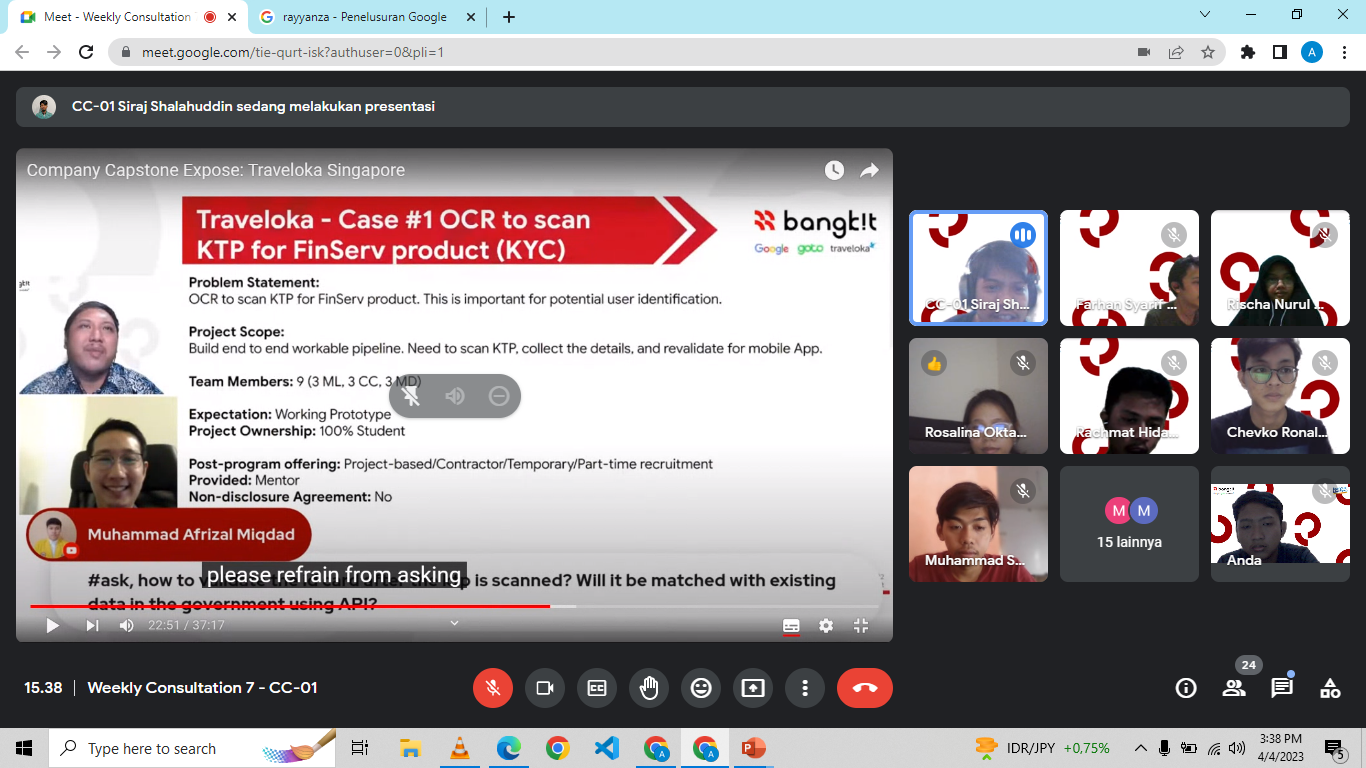 Meet - Weekly Consultation
rayyanza - Penelusuran Google
meet.google.com/tie-qurt-isk?authuser=0&pli=1
A
CC-01 Siraj Shalahuddin sedang melakukan presentasi
Company Capstone Expose: Traveloka Singapore
Traveloka - Case #1 OCR to scan
KTP for FinServ product (KYC)
bangk!t
Google goto traveloka
Problem Statement:
OCR to scan KTP for FinServ product. This is important for potential user identification.
Project Scope:
Build end to end workable pipeline. Need to scan KTP, collect the details, and revalidate for mobile App.
Team Members: 9 (3 ML, 3 CC, 3 MD)
Expectation: Working Prototype
Project Ownership: 100% Student
Post-program offering: Project-based/Contractor/Temporary/Part-time recruitment
Provided: Mentor
Non-disclosure Agreement: No
Muhammad Afrizal Miqdad
#ask, how to is scanned? Will it be matched with existing
data in the government using API?
please refrain from asking
22:51 / 37:17
CC-01 Siraj Sh...
Farhan Syarif ...
Rischa Nurul ...
Rosalina Okta...
Rachmat Hida...
Chevko Ronal...
Muhammad S...
M M
15 lainnya
bangk!t
Anda
15.38 | Weekly Consultation 7 - CC-01
24
Type here to search
A
A
IDR/JPY +0,75%
3:38 PM
4/4/2023
5